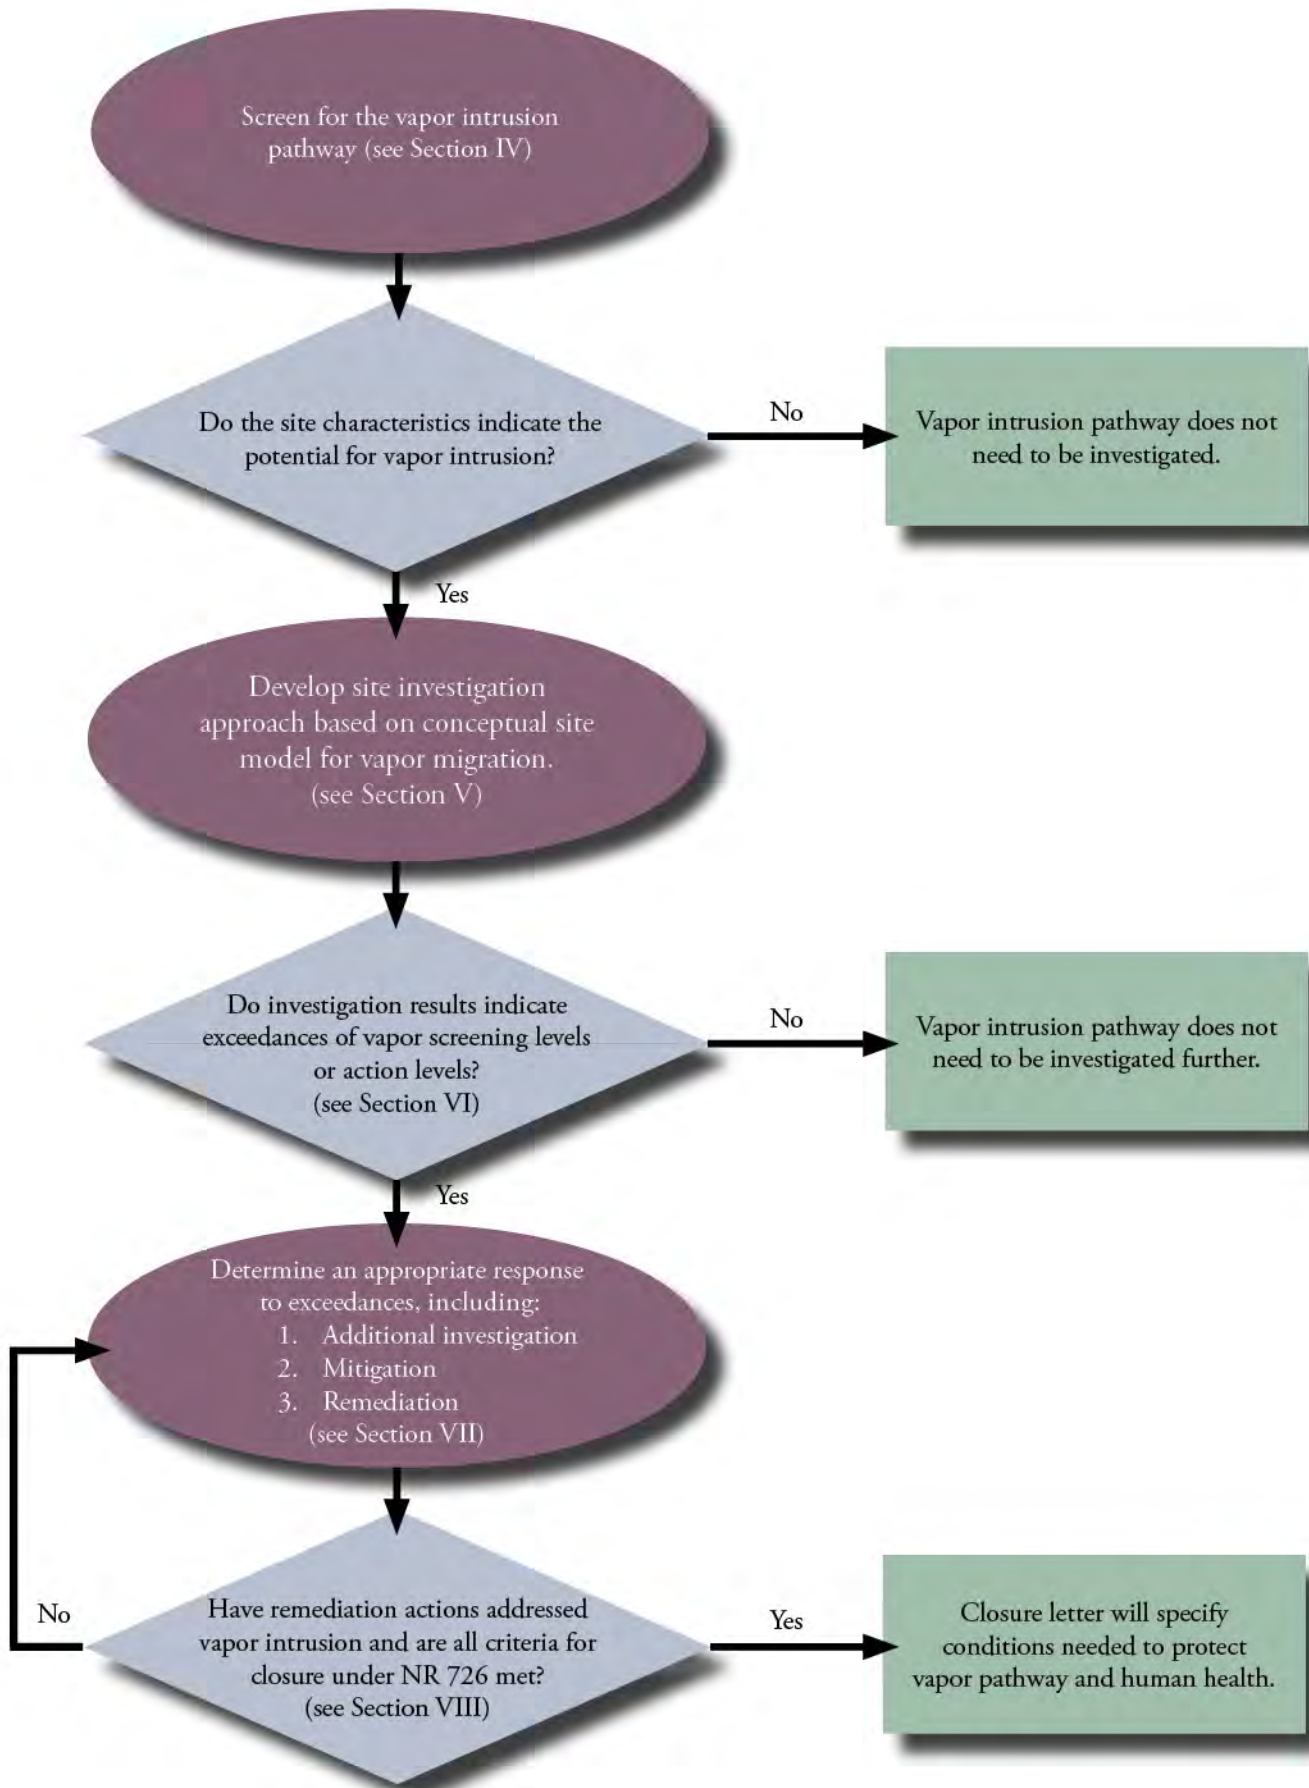 Screen for the vapor intrusion
pathway (see Section IV)
Do the site characteristics indicate the
potential for vapor intrusion?
No
Vapor intrusion pathway does not
need to be investigated.
Yes
Develop site investigation
approach based on conceptual site
model for vapor migration.
(see Section V)
Do investigation results indicate
exceedances of vapor screening levels
or action levels?
(see Section VI)
No
Vapor intrusion pathway does not
need to be investigated further.
Yes
Determine an appropriate response
to exceedances, including:
1. Additional investigation
2. Mitigation
3. Remediation
(see Section VII)
No
Have remediation actions addressed
vapor intrusion and are all criteria for
closure under NR 726 met?
(see Section VIII)
Yes
Closure letter will specify
conditions needed to protect
vapor pathway and human health.